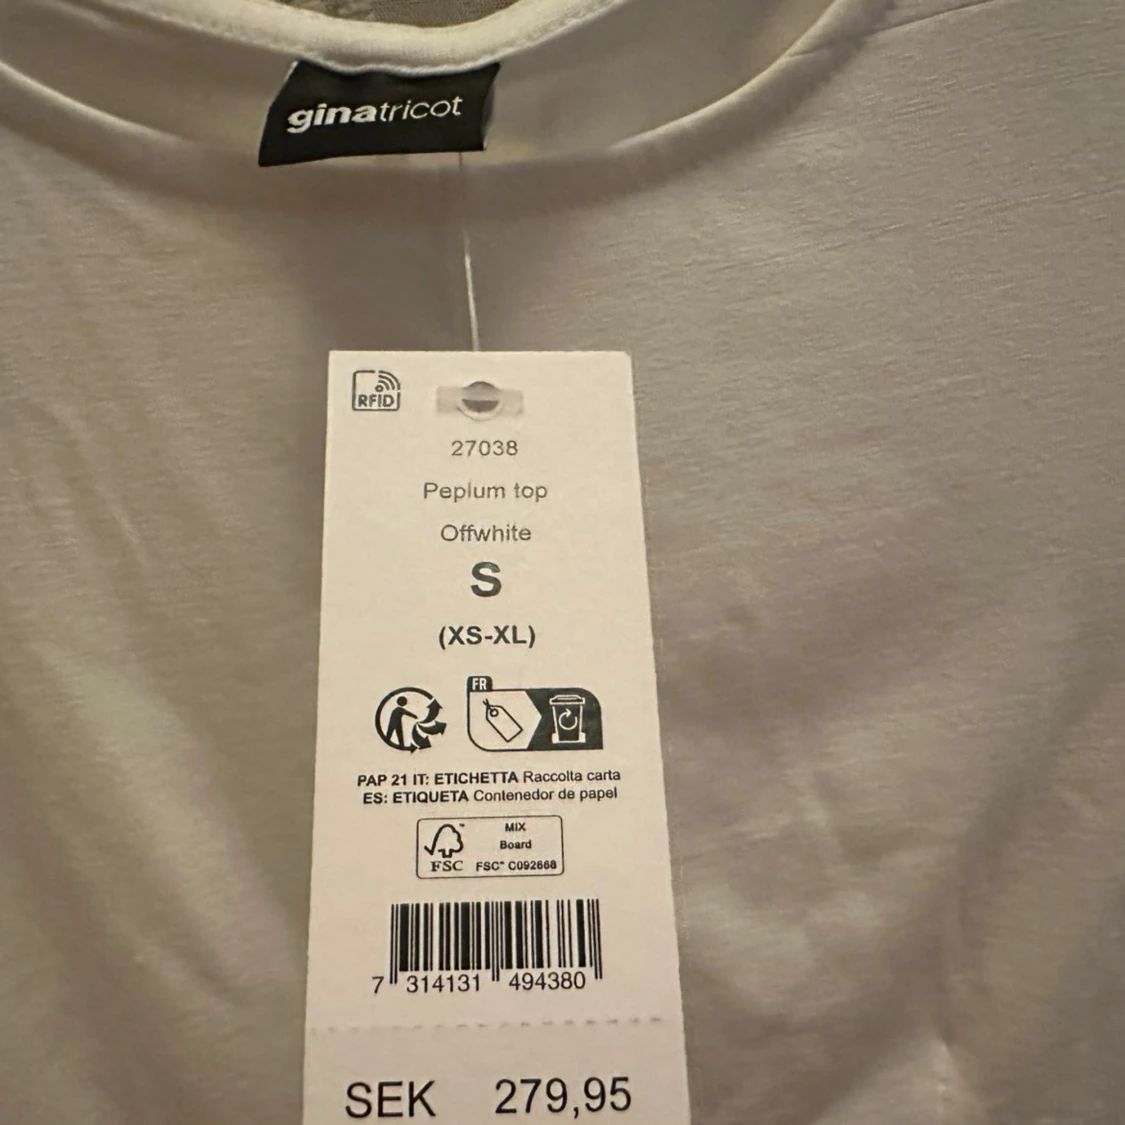 ginatricot
RFID
27038
Peplum top
Offwhite
S
(XS-XL)
FR
PAP 21 IT: ETICHETTA Raccolta carta
ES: ETIQUETA Contenedor de papel
MIX
Board
FSC™ FSC® C092668
7 314131 494380
SEK 279,95